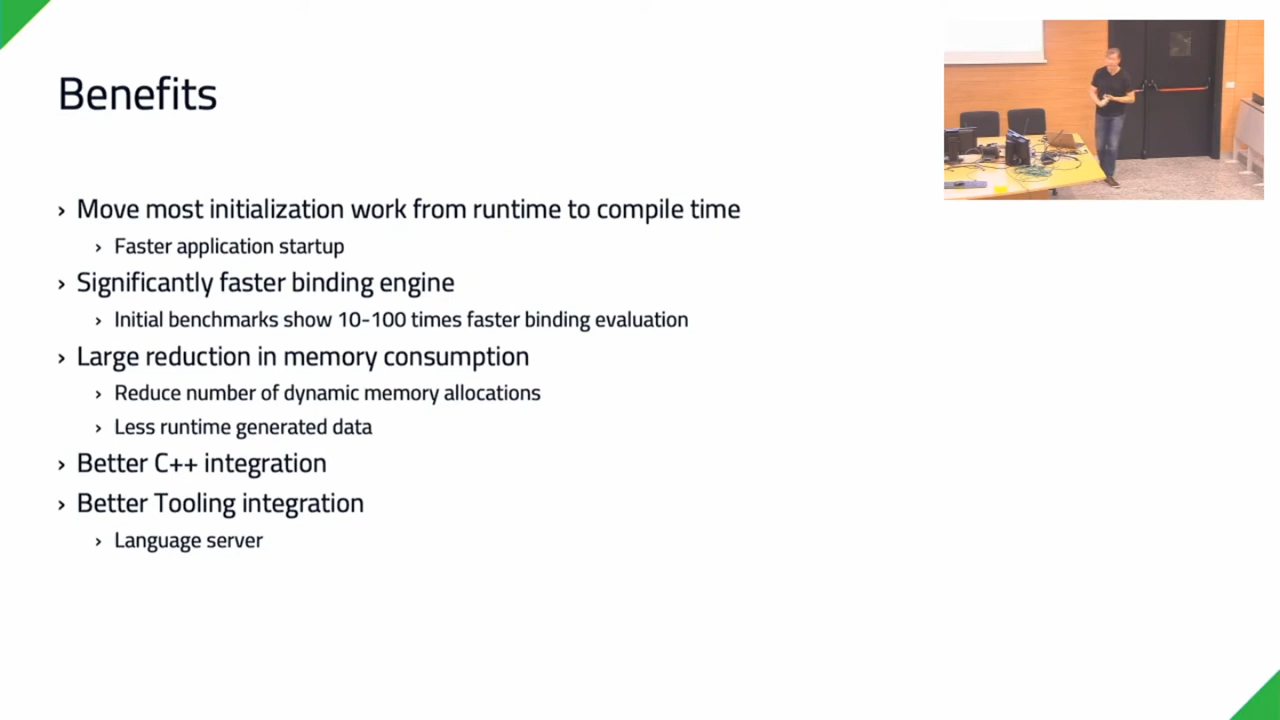 Benefits
› Move most initialization work from runtime to compile time
› Faster application startup
› Significantly faster binding engine
› Initial benchmarks show 10-100 times faster binding evaluation
› Large reduction in memory consumption
› Reduce number of dynamic memory allocations
› Less runtime generated data
› Better C++ integration
› Better Tooling integration
› Language server